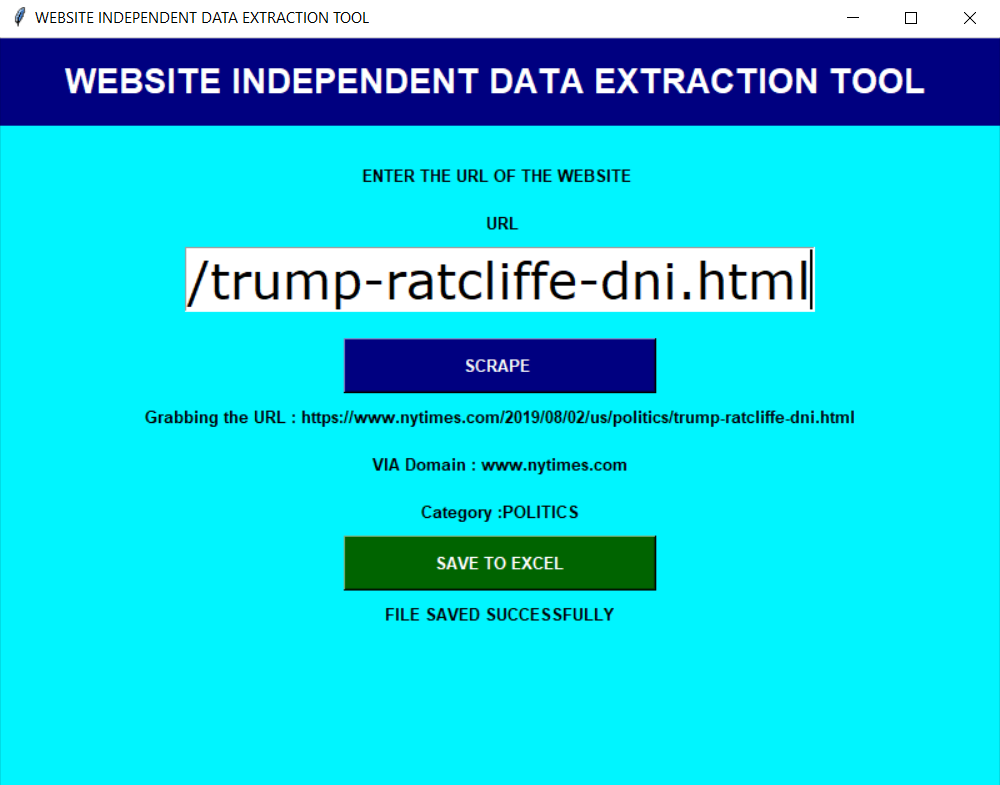 WEBSITE INDEPENDENT DATA EXTRACTION TOOL
WEBSITE INDEPENDENT DATA EXTRACTION TOOL
ENTER THE URL OF THE WEBSITE
URL
/trump-ratcliffe-dni.html
SCRAPE
Grabbing the URL : https://www.nytimes.com/2019/08/02/us/politics/trump-ratcliffe-dni.html
VIA Domain : www.nytimes.com
Category :POLITICS
SAVE TO EXCEL
FILE SAVED SUCCESSFULLY